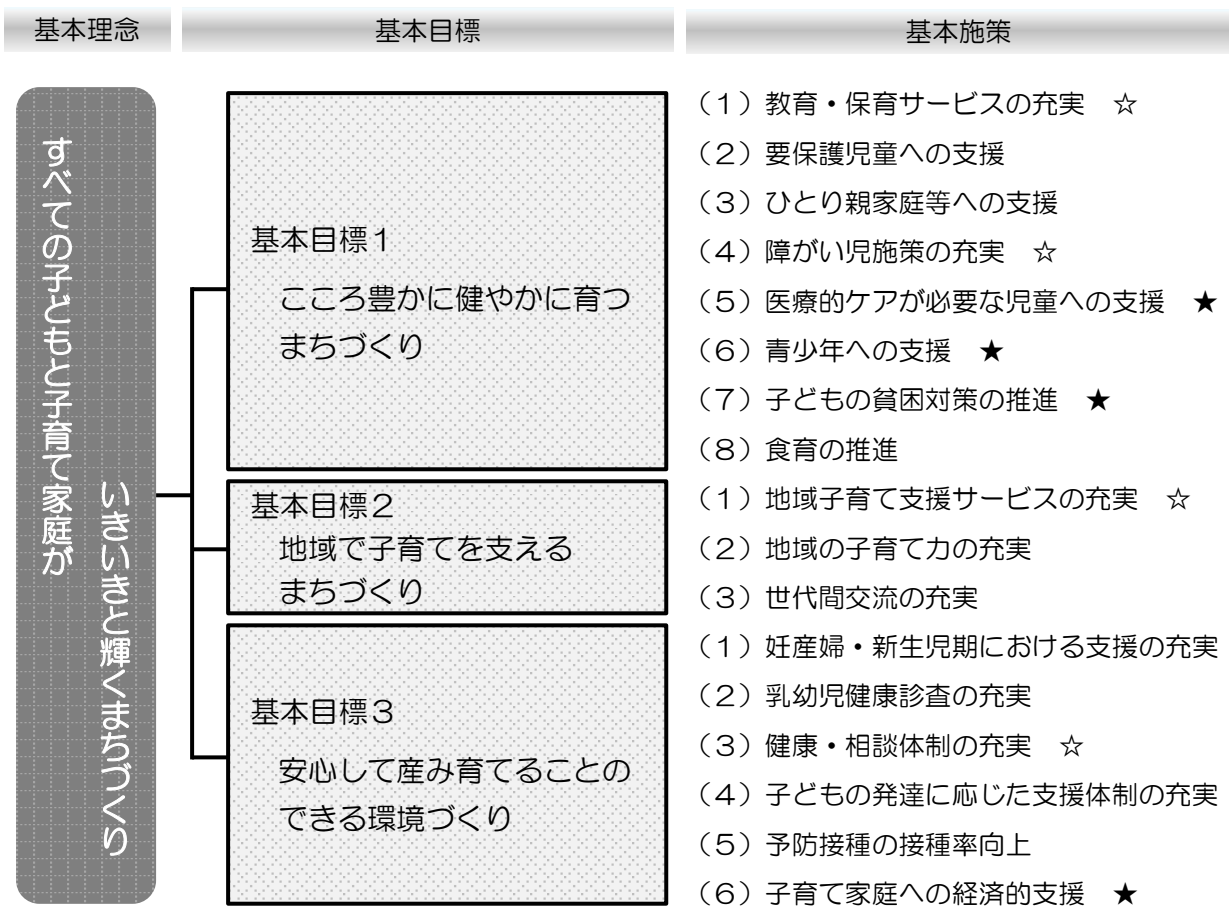 基本理念
基本目標
基本施策
すべての子どもと子育て家庭が
いきいきと輝くまちづくり
基本目標１
こころ豊かに健やかに育つ
まちづくり
（１）教育・保育サービスの充実　☆
（２）要保護児童への支援
（３）ひとり親家庭等への支援
（４）障がい児施策の充実　☆
（５）医療的ケアが必要な児童への支援　★
（６）青少年への支援　★
（７）子どもの貧困対策の推進　★
（８）食育の推進
基本目標２
地域で子育てを支える
まちづくり
（１）地域子育て支援サービスの充実　☆
（２）地域の子育て力の充実
（３）世代間交流の充実
基本目標３
安心して産み育てることの
できる環境づくり
（１）妊産婦・新生児期における支援の充実
（２）乳幼児健康診査の充実
（３）健康・相談体制の充実　☆
（４）子どもの発達に応じた支援体制の充実
（５）予防接種の接種率向上
（６）子育て家庭への経済的支援　★